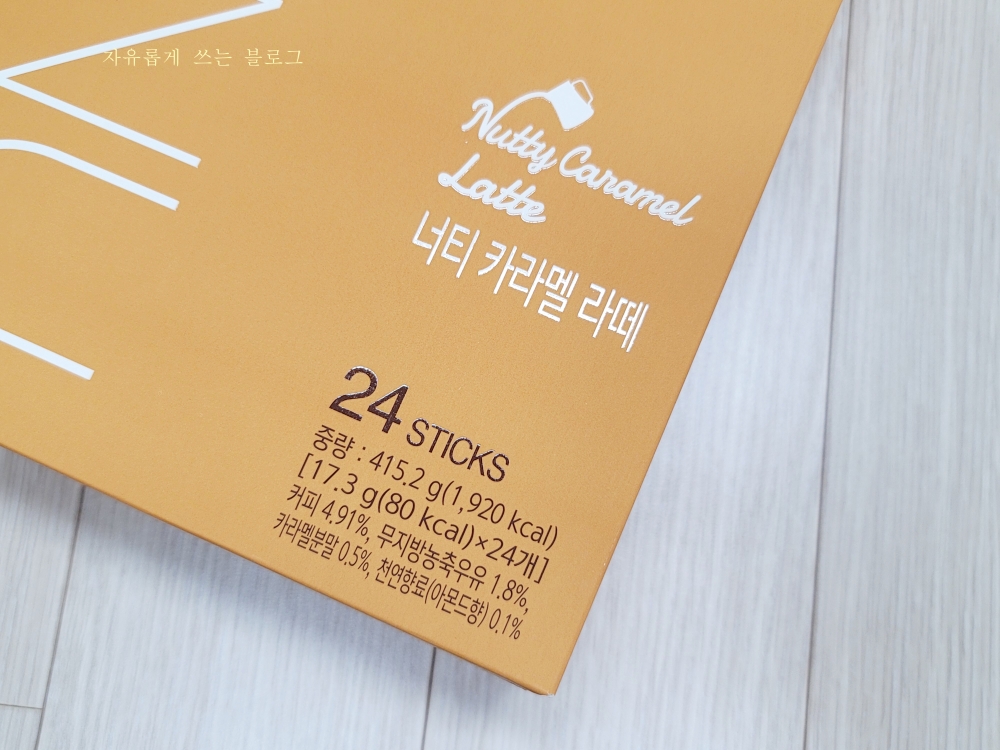 자유롭게 쓰는 블로그
Nutty Caramel
Latte
너티 카라멜 라떼
24 STICKS
중량 : 415.2 g(1,920 kcal)
[17.3 g(80 kcal)×24개]
커피 4.91%, 무지방농축우유 1.8%,
카라멜분말 0.5%, 천연향료(아몬드향) 0.1%